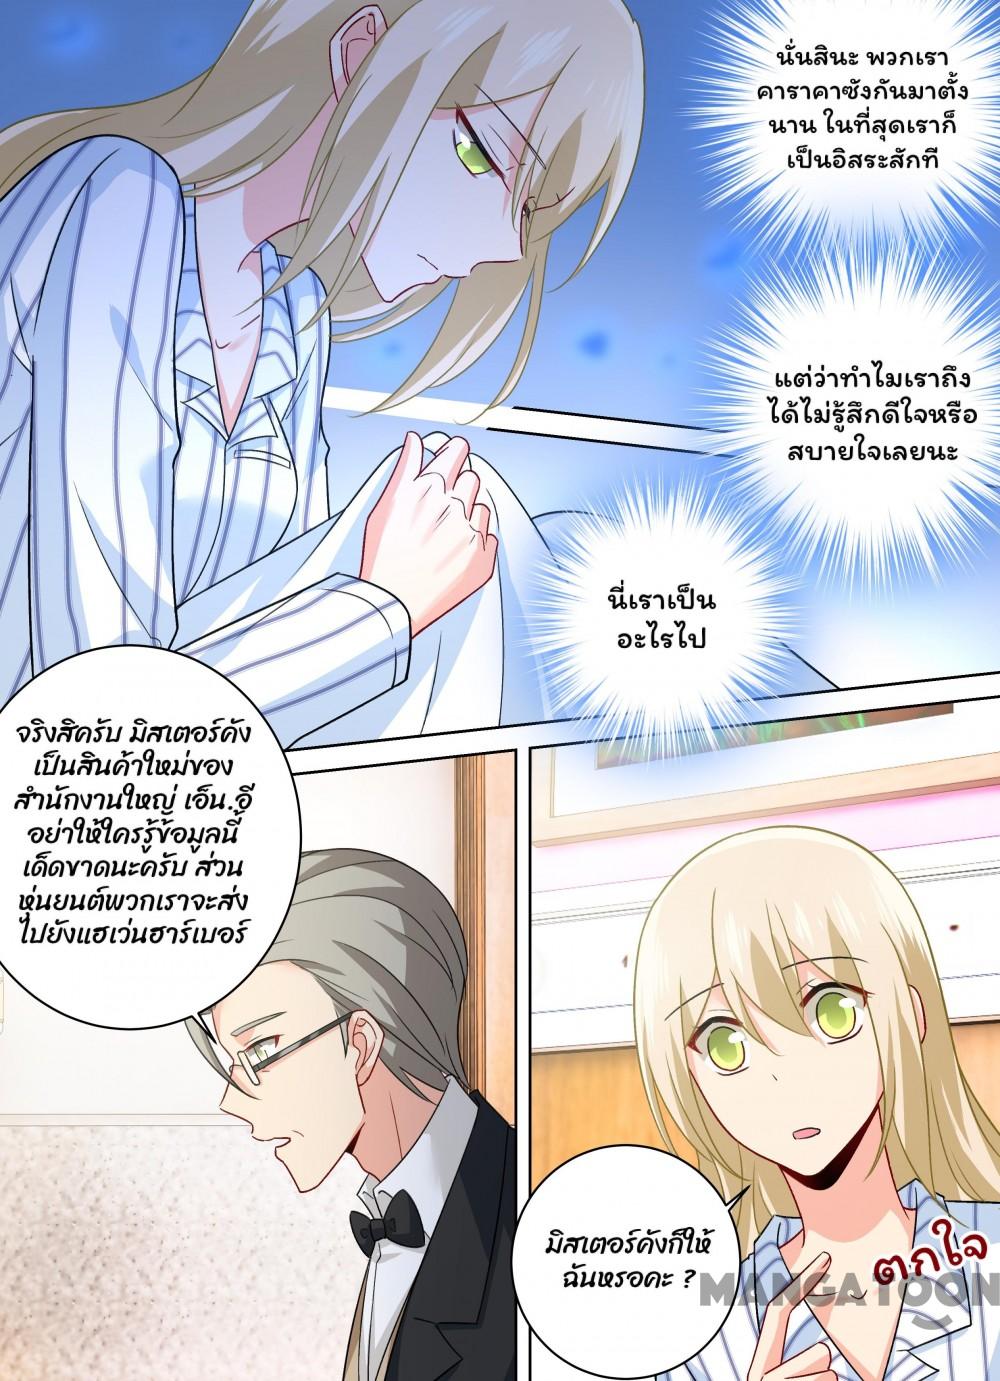 นั่นสินะ พวกเรา
คาราคาซังกันมาตั้ง
นาน ในที่สุดเราก็
เป็นอิสระสักที
แต่ว่าทำไมเราถึง
ได้ไม่รู้สึกดีใจหรือ
สบายใจเลยนะ
นี่เราเป็น
อะไรไป
จริงสิครับ มิสเตอร์คัง
เป็นสินค้าใหม่ของ
สำนักงานใหญ่ เอ็น.อี
อย่าให้ใครรู้ข้อมูลนี้
เด็ดขาดนะครับ ส่วน
หุ่นยนต์พวกเราจะส่ง
ไปยังแฮเว่นฮาร์เบอร์
มิสเตอร์คังก็ให้
ฉันหรอคะ ?
ตกใจ
MANGATOON